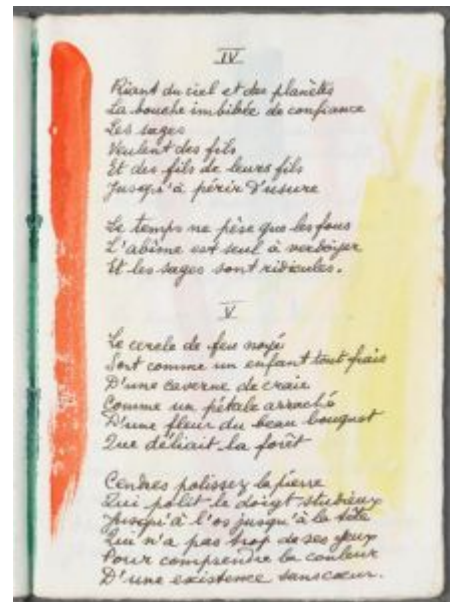 IV
Riant du ciel et des planètes
La bouche imbibée de confiance
Les sages
Veulent des fils
Et des fils de leurs fils
Jusqu'à périr d'usure
Le temps ne pèse que les fous
L'abîme est seul à verdoyer
Et les sages sont ridicules.
V
Le cercle de feu noyé
Sort comme un enfant tout frais
D'une caverne de craie
Comme un pétale arraché
D'une fleur du beau bouquet
Que déliait la forêt
Cendres polissez la pierre
Qui polit le doigt studieux
Jusqu'à l'os jusqu'à la tête
Qui n'a pas trop de ses yeux
Pour comprendre la couleur
D'une existence sans cœur.